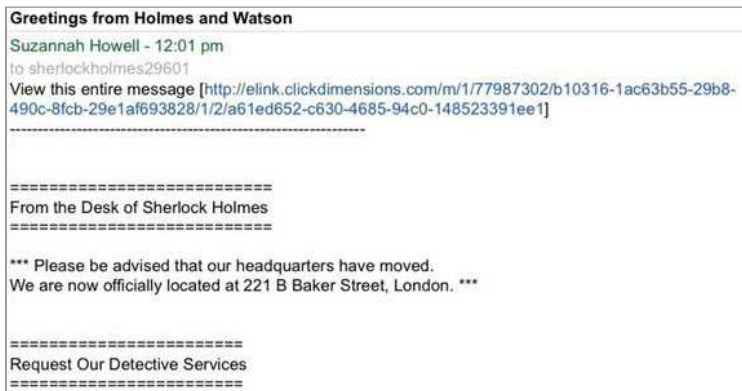 Greetings from Holmes and Watson
Suzannah Howell - 12:01 pm
to sherlockholmes29601
View this entire message [http://elink.clickdimensions.com/m/1/77987302/b10316-1ac63b55-29b8-
490c-8fcb-29e1af693828/1/2/a61ed652-c630-4685-94c0-148523391ee1]
-----------------------------------------------------------------
===========================
From the Desk of Sherlock Holmes
===========================
*** Please be advised that our headquarters have moved.
We are now officially located at 221 B Baker Street, London. ***
========================
Request Our Detective Services
========================